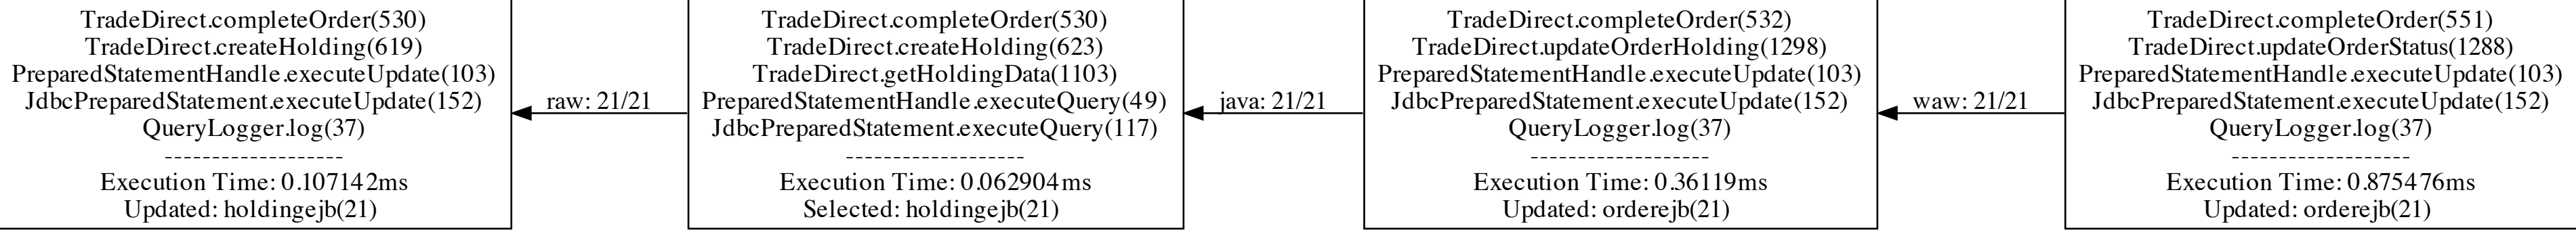 TradeDirect.completeOrder(530)
TradeDirect.createHolding(619)
PreparedStatementHandle.executeUpdate(103)
JdbcPreparedStatement.executeUpdate(152)
QueryLogger.log(37)
-------------------
Execution Time: 0.107142ms
Updated: holdingejb(21)
raw: 21/21
TradeDirect.completeOrder(530)
TradeDirect.createHolding(623)
TradeDirect.getHoldingData(1103)
PreparedStatementHandle.executeQuery(49)
JdbcPreparedStatement.executeQuery(117)
-------------------
Execution Time: 0.062904ms
Selected: holdingejb(21)
java: 21/21
TradeDirect.completeOrder(532)
TradeDirect.updateOrderHolding(1298)
PreparedStatementHandle.executeUpdate(103)
JdbcPreparedStatement.executeUpdate(152)
QueryLogger.log(37)
-------------------
Execution Time: 0.36119ms
Updated: orderejb(21)
waw: 21/21
TradeDirect.completeOrder(551)
TradeDirect.updateOrderStatus(1288)
PreparedStatementHandle.executeUpdate(103)
JdbcPreparedStatement.executeUpdate(152)
QueryLogger.log(37)
-------------------
Execution Time: 0.875476ms
Updated: orderejb(21)